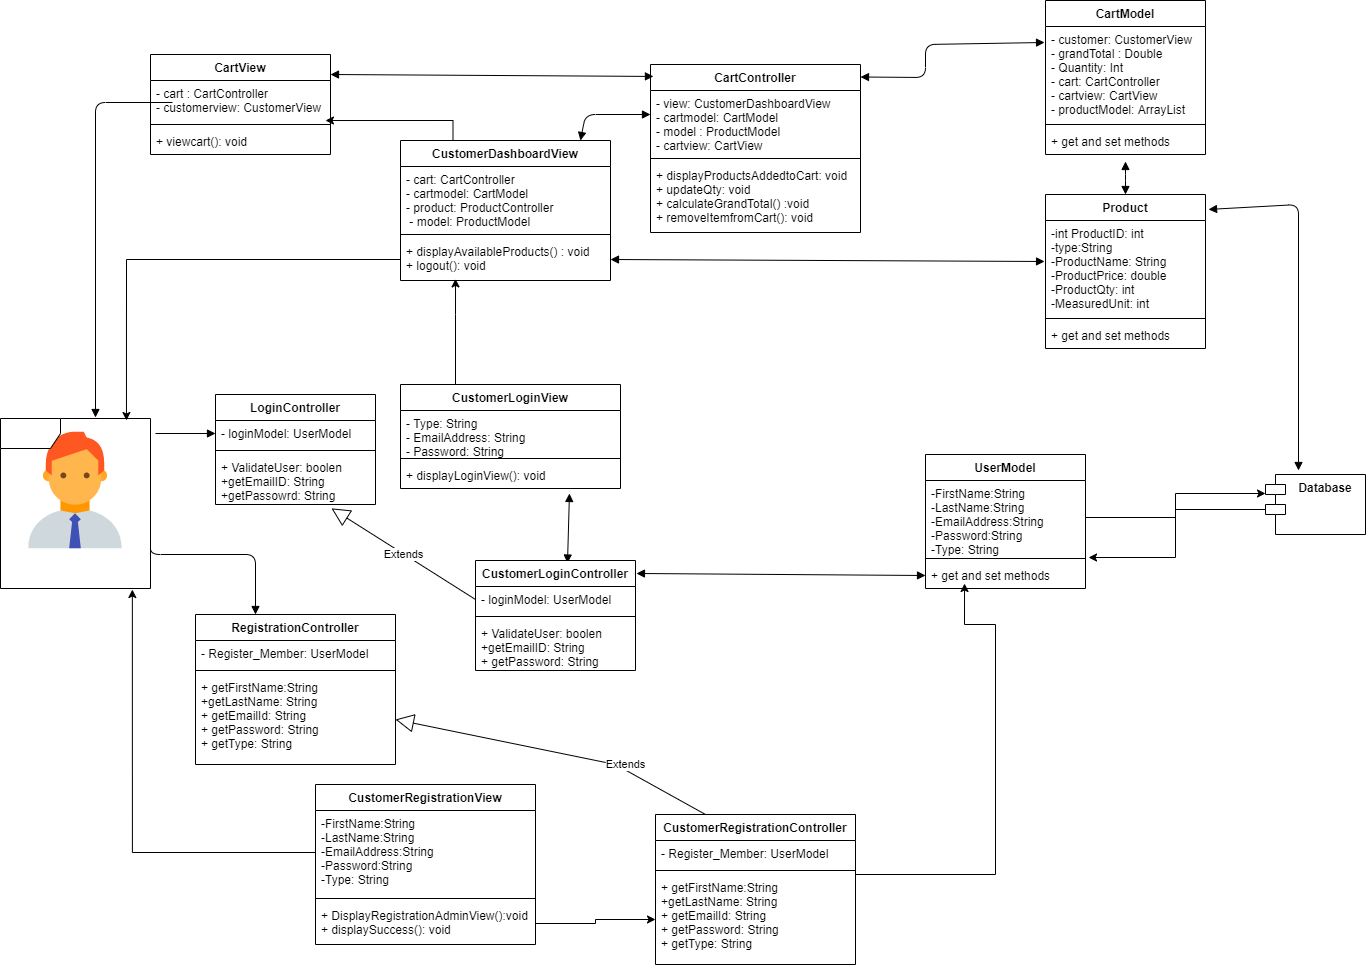 CartModel
- customer: CustomerView
- grandTotal : Double
- Quantity: Int
- cart: CartController
- cartview: CartView
- productModel: ArrayList
+ get and set methods
CartView
- cart : CartController
- customerview: CustomerView
+ viewcart(): void
CartController
- view: CustomerDashboardView
- cartmodel: CartModel
- model : ProductModel
- cartview: CartView
+ displayProductsAddedtoCart: void
+ updateQty: void
+ calculateGrandTotal() :void
+ removeItemfromCart(): void
CustomerDashboardView
- cart: CartController
- cartmodel: CartModel
- product: ProductController
- model: ProductModel
+ displayAvailableProducts() : void
+ logout(): void
Product
-int ProductID: int
-type:String
-ProductName: String
-ProductPrice: double
-ProductQty: int
-MeasuredUnit: int
+ get and set methods
LoginController
- loginModel: UserModel
+ ValidateUser: boolen
+getEmailID: String
+getPassowrd: String
CustomerLoginView
- Type: String
- EmailAddress: String
- Password: String
+ displayLoginView(): void
UserModel
-FirstName:String
-LastName:String
-EmailAddress:String
-Password:String
-Type: String
+ get and set methods
Database
Extends
CustomerLoginController
- loginModel: UserModel
+ ValidateUser: boolen
+getEmailID: String
+ getPassword: String
RegistrationController
- Register_Member: UserModel
+ getFirstName:String
+getLastName: String
+ getEmailId: String
+ getPassword: String
+ getType: String
Extends
CustomerRegistrationView
-FirstName:String
-LastName:String
-EmailAddress:String
-Password:String
-Type: String
+ DisplayRegistrationAdminView():void
+ displaySuccess(): void
CustomerRegistrationController
- Register_Member: UserModel
+ getFirstName:String
+getLastName: String
+ getEmailId: String
+ getPassword: String
+ getType: String